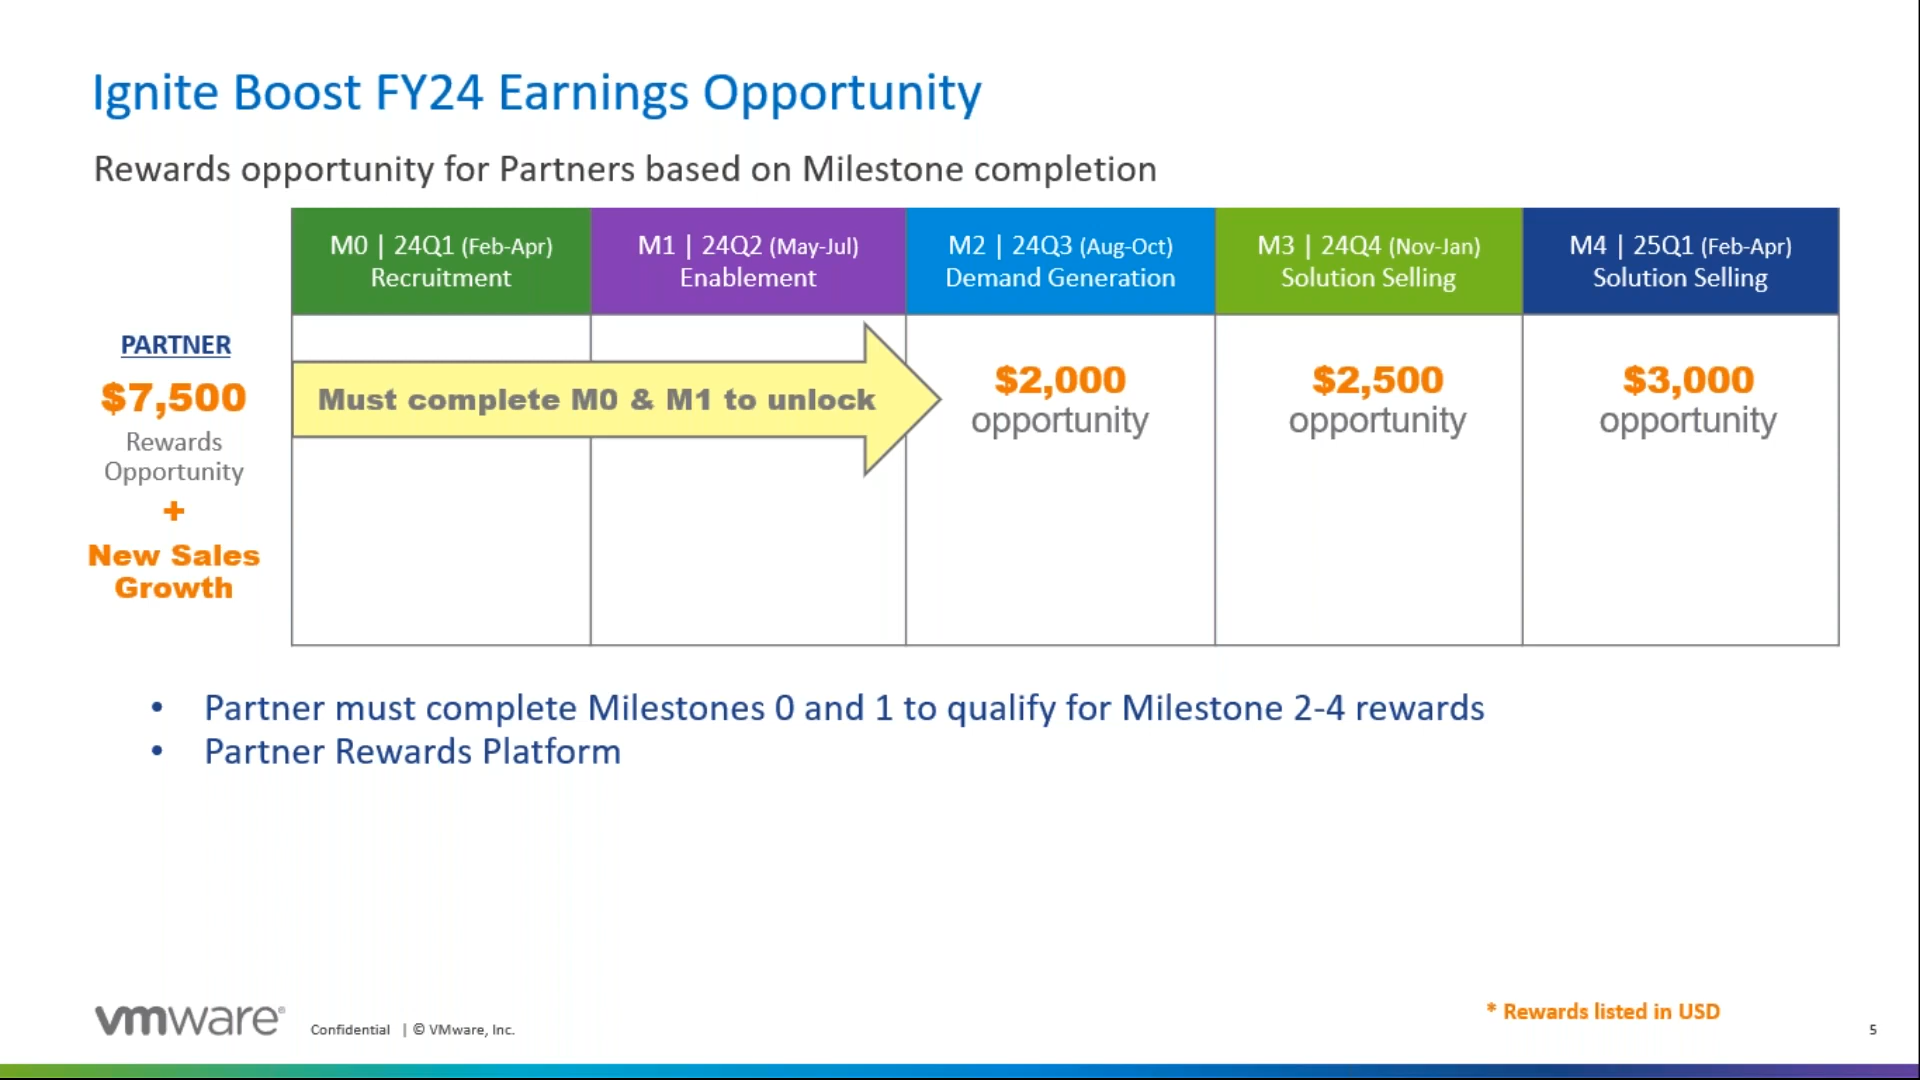 Ignite Boost FY24 Earnings Opportunity
Rewards opportunity for Partners based on Milestone completion
M0 | 24Q1 (Feb-Apr)
Recruitment
M1 | 24Q2 (May-Jul)
Enablement
M2 | 24Q3 (Aug-Oct)
Demand Generation
M3 | 24Q4 (Nov-Jan)
Solution Selling
M4 | 25Q1 (Feb-Apr)
Solution Selling
PARTNER
$7,500
Rewards
Opportunity
+
New Sales
Growth
Must complete M0 & M1 to unlock
$2,000
opportunity
$2,500
opportunity
$3,000
opportunity
• Partner must complete Milestones 0 and 1 to qualify for Milestone 2-4 rewards
• Partner Rewards Platform
* Rewards listed in USD
vmware®
Confidential | © VMware, Inc.
5